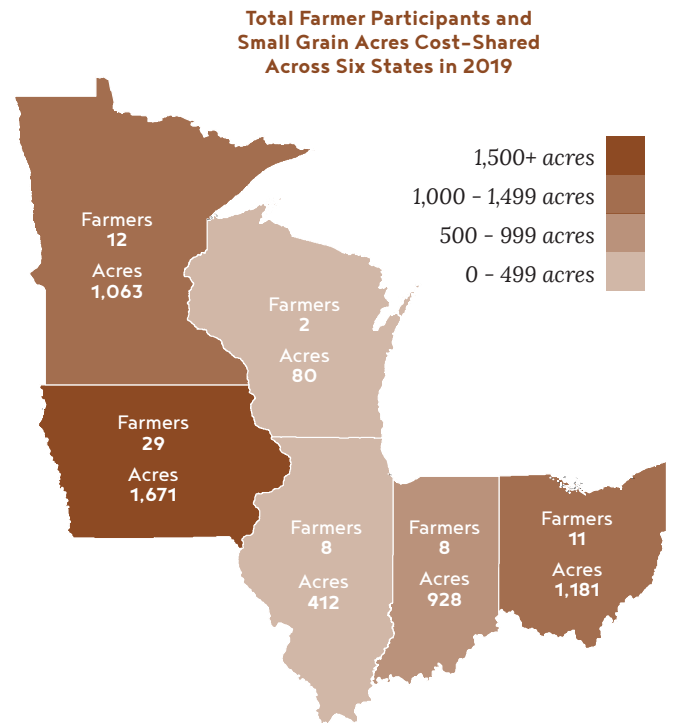 Total Farmer Participants and
Small Grain Acres Cost-Shared
Across Six States in 2019
1,500+ acres
1,000 - 1,499 acres
500 - 999 acres
0 - 499 acres
Farmers
12
Acres
1,063
Farmers
2
Acres
80
Farmers
29
Acres
1,671
Farmers
8
Acres
412
Farmers
8
Acres
928
Farmers
11
Acres
1,181